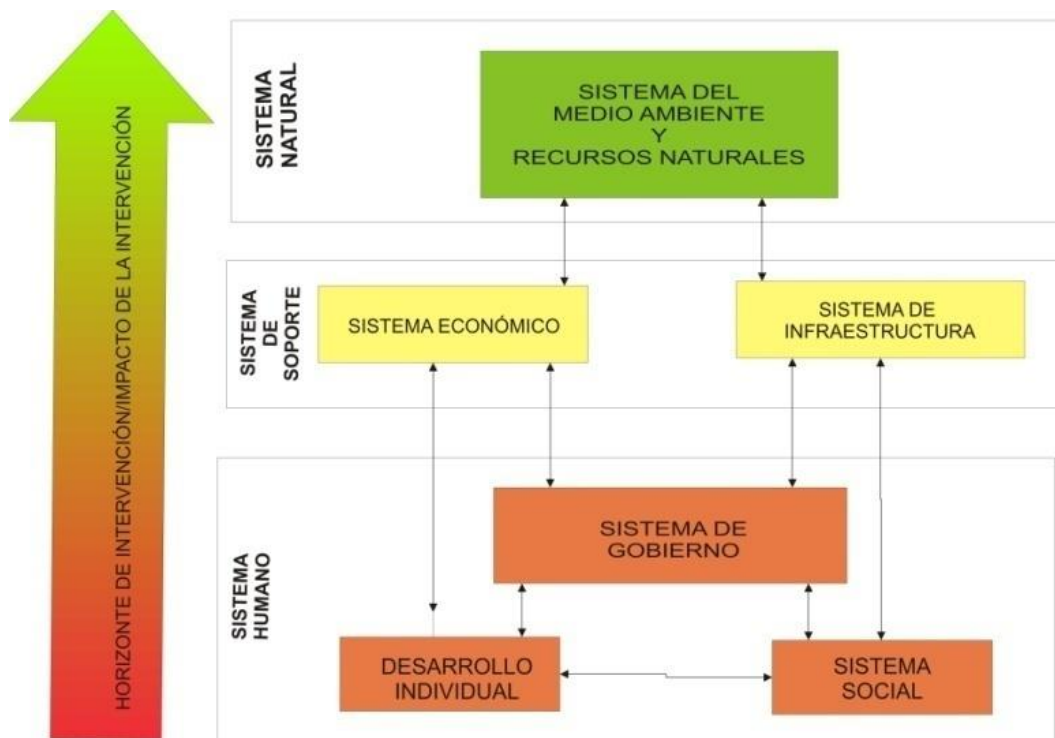 HORIZONTE DE INTERVENCIÓN/IMPACTO DE LA INTERVENCIÓN
SISTEMA
NATURAL
SISTEMA DEL
MEDIO AMBIENTE
Y
RECURSOS NATURALES
SISTEMA
DE
SOPORTE
SISTEMA ECONÓMICO
SISTEMA DE
INFRAESTRUCTURA
SISTEMA
HUMANO
SISTEMA DE
GOBIERNO
DESARROLLO
INDIVIDUAL
SISTEMA
SOCIAL